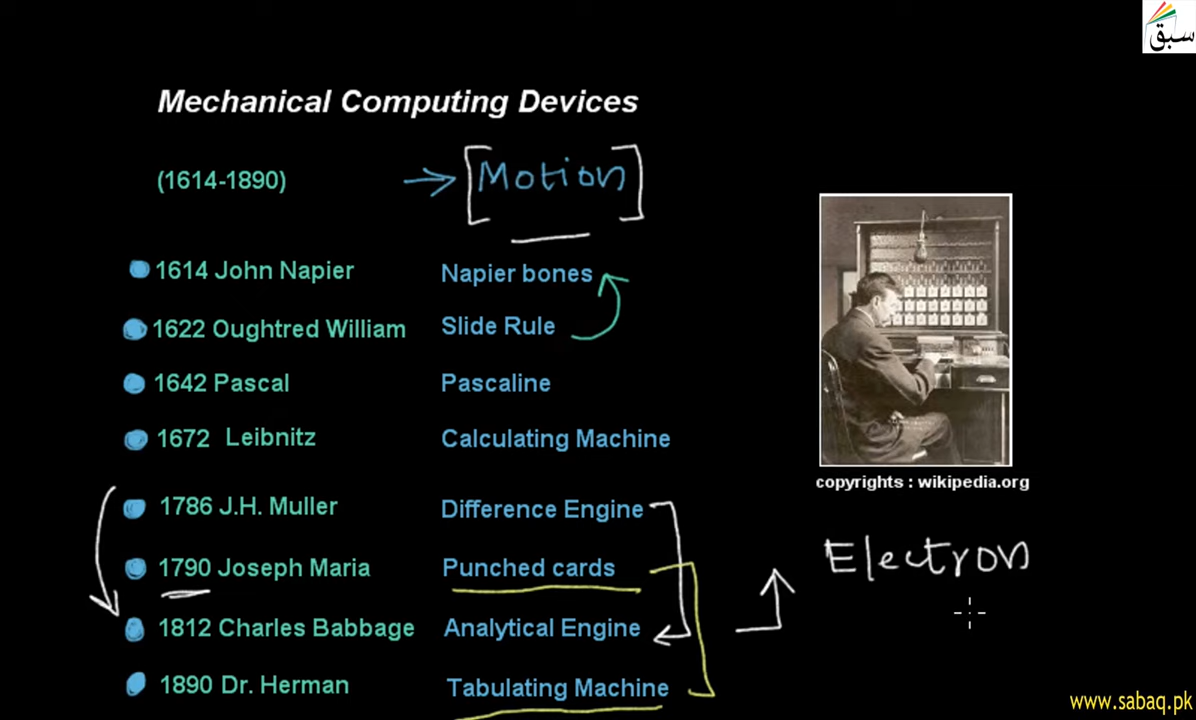 سبق
Mechanical Computing Devices
(1614-1890) → [Motion]
1614 John Napier Napier bones
1622 Oughtred William Slide Rule
1642 Pascal Pascaline
1672 Leibnitz Calculating Machine
copyrights : wikipedia.org
1786 J.H. Muller Difference Engine
Electron
1790 Joseph Maria Punched cards
1812 Charles Babbage Analytical Engine
1890 Dr. Herman Tabulating Machine
www.sabaq.pk